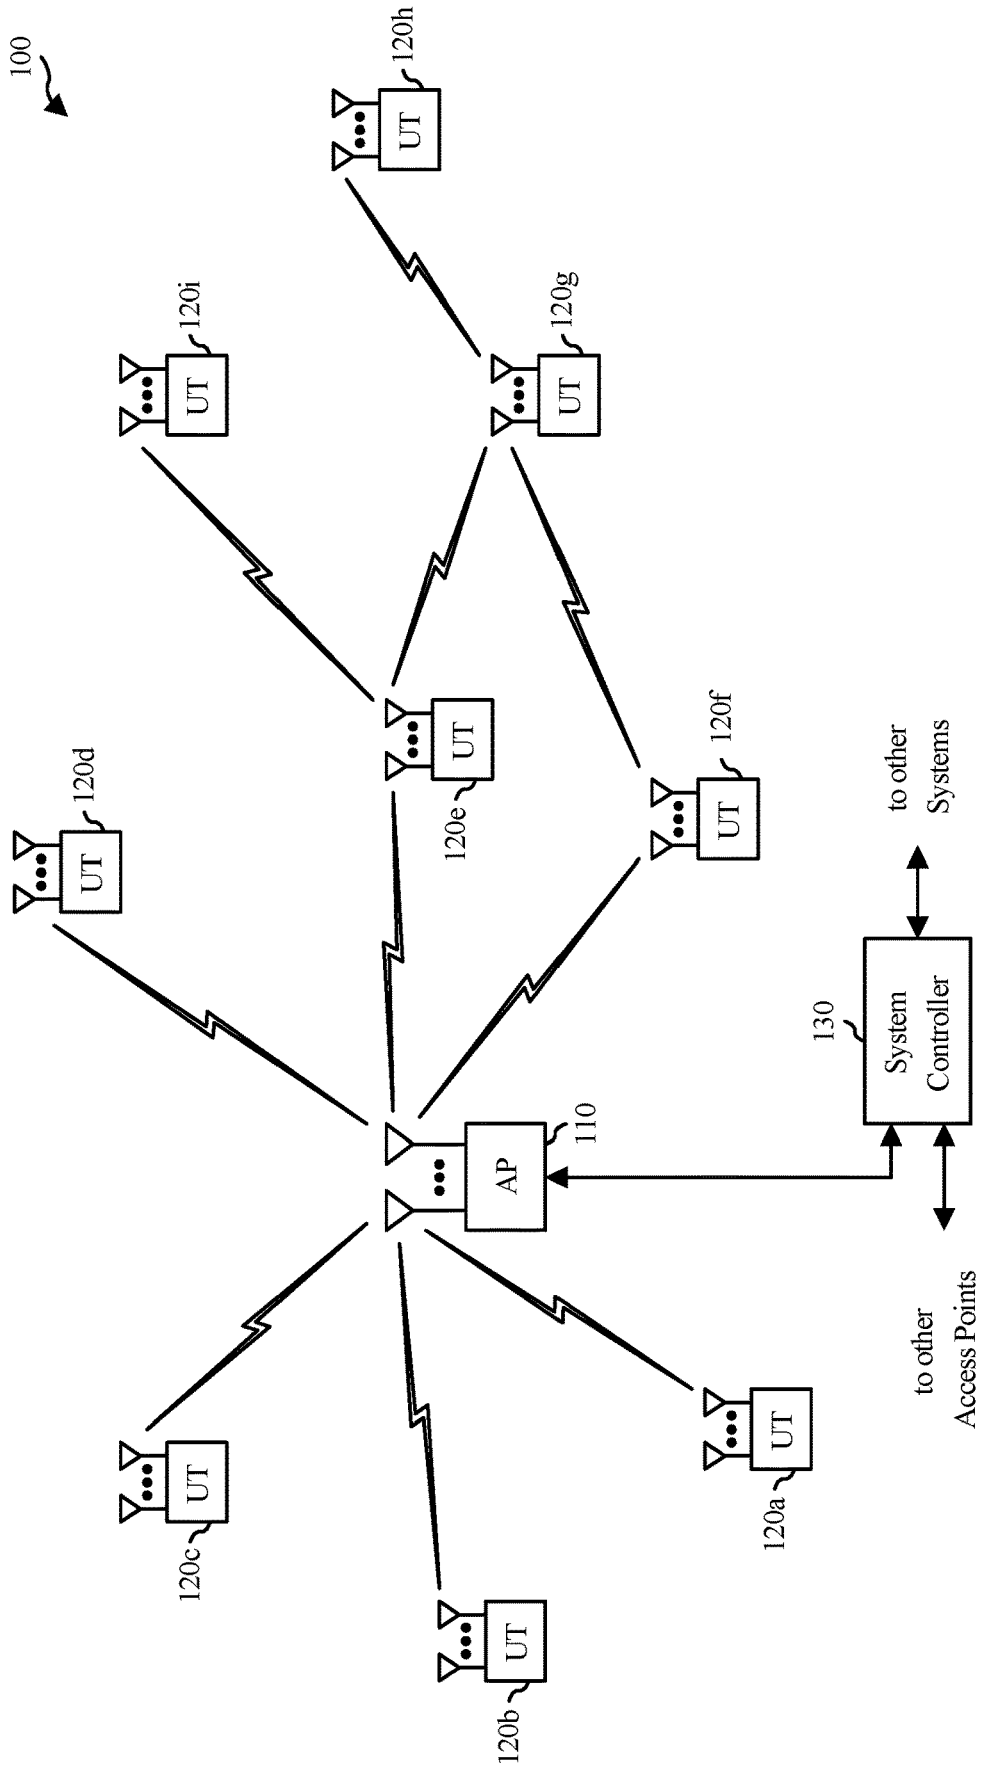 100
UT
120d
UT
120i
UT
120h
UT
120c
UT
120e
UT
120g
UT
120b
AP
110
UT
120f
UT
120a
System
Controller
130
to other
Access Points
to other
Systems